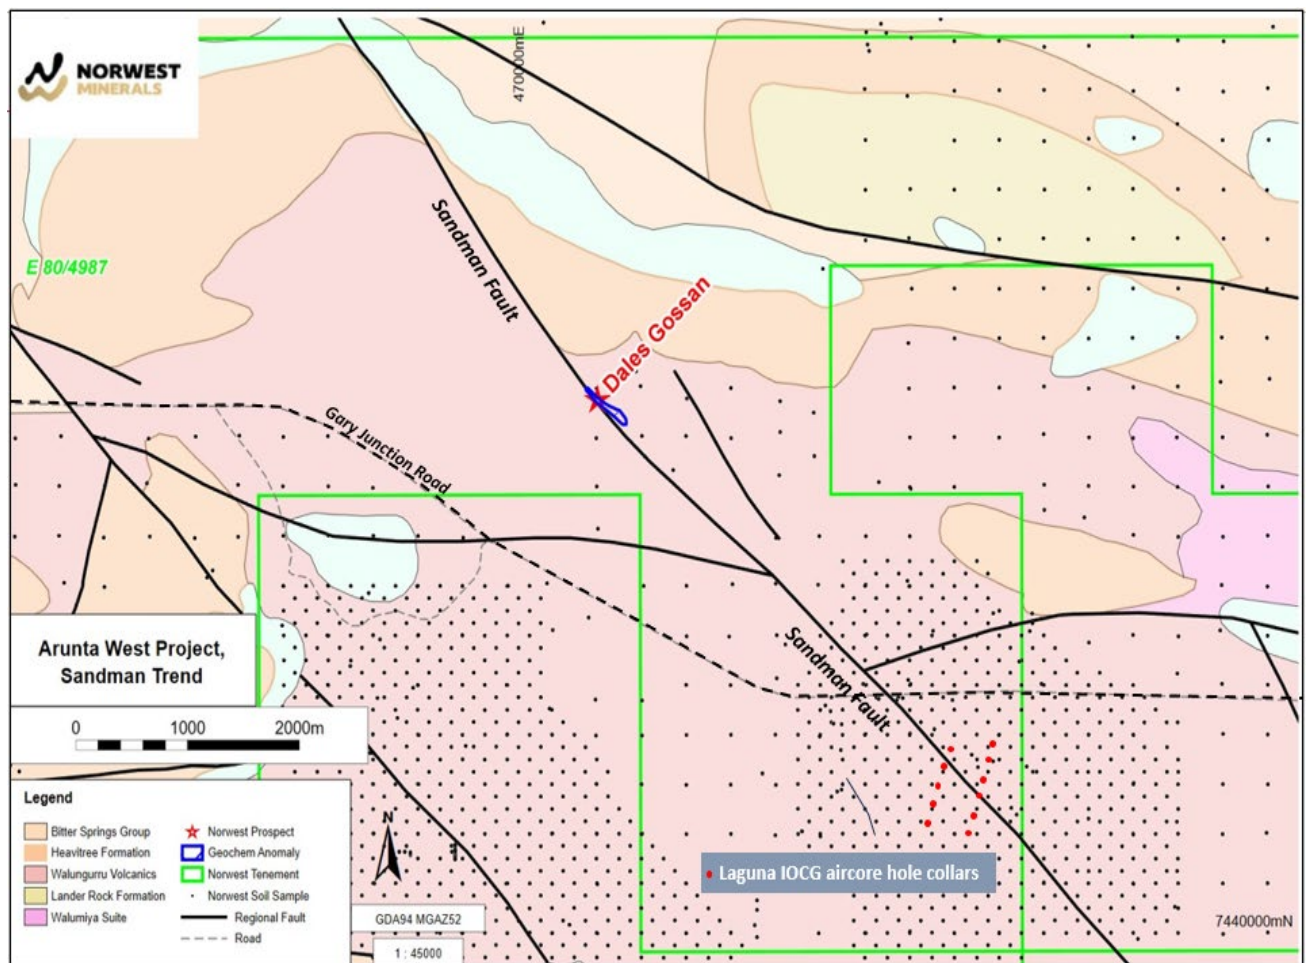 NORWEST
MINERALS
470000mE
E 80/4987
Sandman Fault
Dales Gossan
Gary Junction Road
Sandman Fault
Arunta West Project,
Sandman Trend
0 1000 2000m
Legend
Bitter Springs Group
Heavitree Formation
Walungurru Volcanics
Lander Rock Formation
Walumiya Suite
Norwest Prospect
Geochem Anomaly
Norwest Tenement
Norwest Soil Sample
Regional Fault
Road
N
GDA94 MGAZ52
1 : 45000
Laguna IOCG aircore hole collars
7440000mN